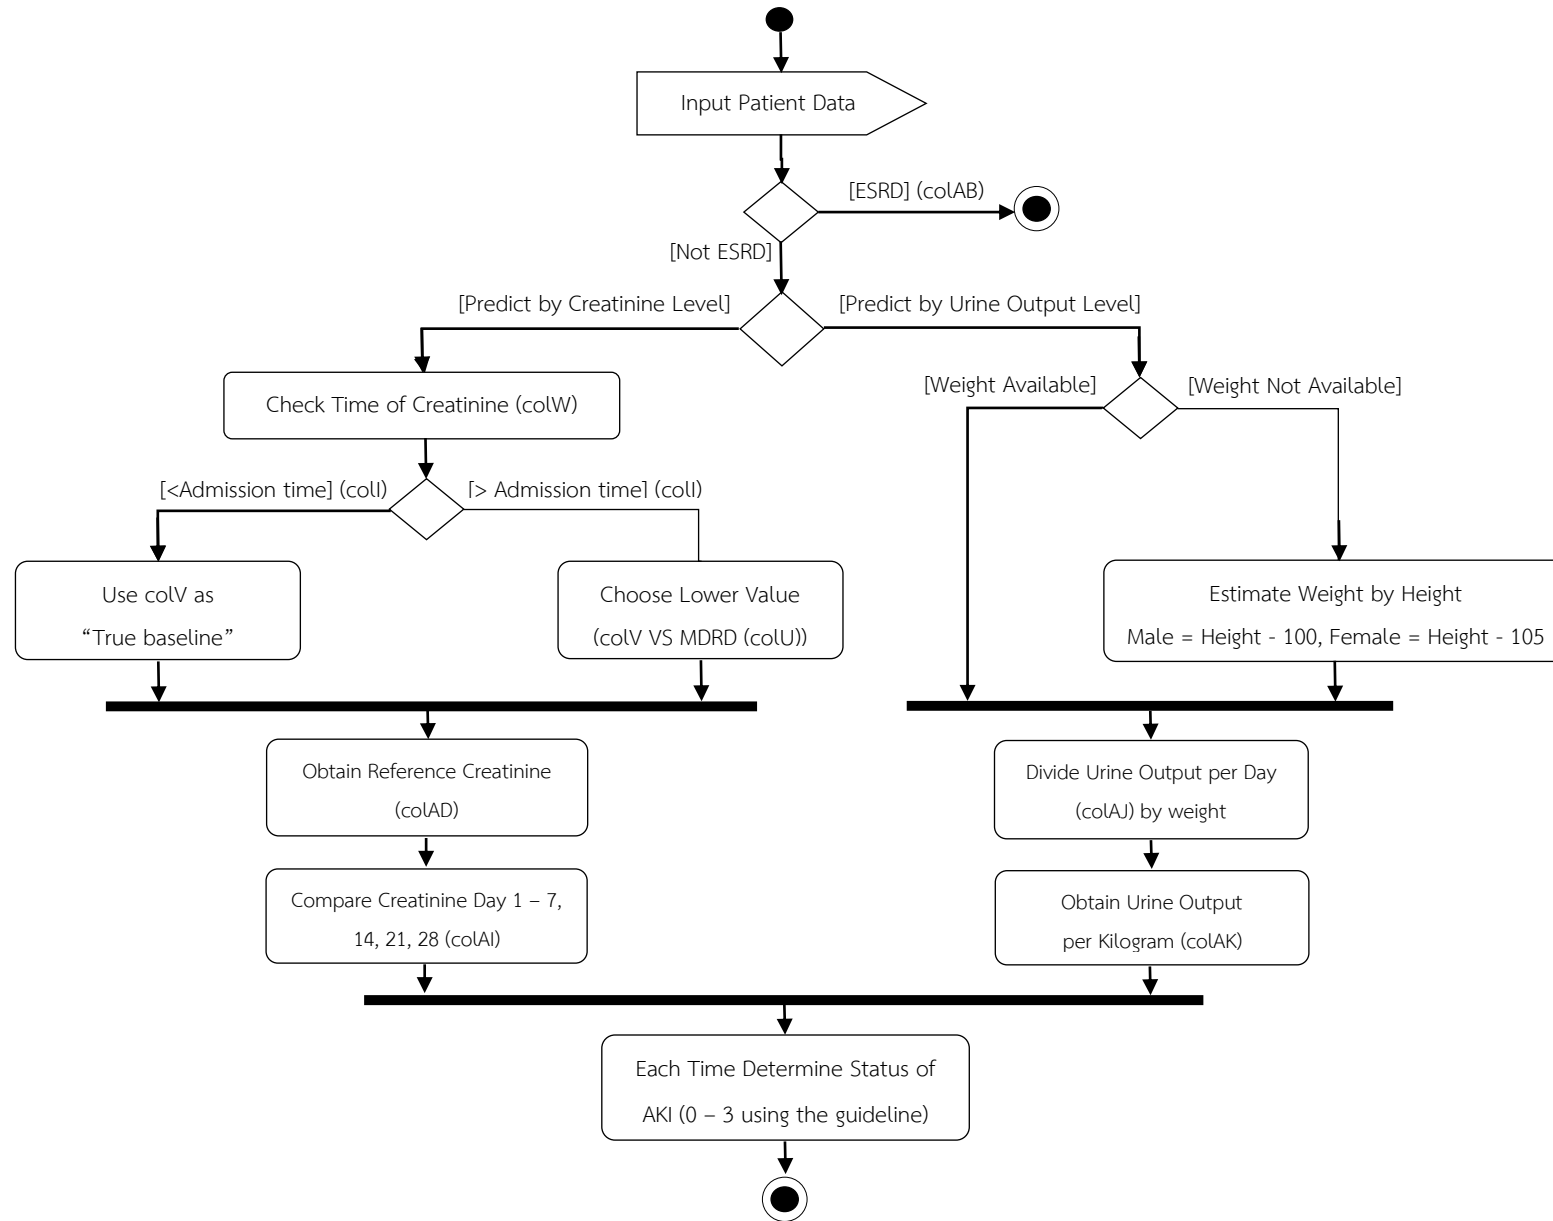 Input Patient Data
[ESRD] (colAB)
[Not ESRD]
[Predict by Creatinine Level]
[Predict by Urine Output Level]
Check Time of Creatinine (colW)
[Weight Available]
[Weight Not Available]
[<Admission time] (colI)
[> Admission time] (colI)
Use colV as
“True baseline”
Choose Lower Value
(colV VS MDRD (colU))
Estimate Weight by Height
Male = Height - 100, Female = Height - 105
Obtain Reference Creatinine
(colAD)
Divide Urine Output per Day
(colAJ) by weight
Compare Creatinine Day 1 – 7,
14, 21, 28 (colAI)
Obtain Urine Output
per Kilogram (colAK)
Each Time Determine Status of
AKI (0 – 3 using the guideline)